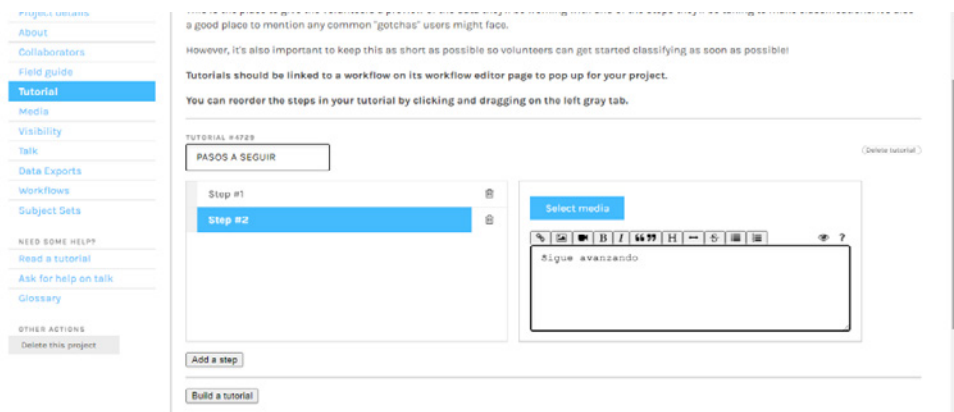 Project details
About
Collaborators
Field guide
Tutorial
Media
Visibility
Talk
Data Exports
Workflows
Subject Sets
NEED SOME HELP?
Read a tutorial
Ask for help on talk
Glossary
OTHER ACTIONS
Delete this project
a good place to mention any common "gotchas" users might face.
However, it's also important to keep this as short as possible so volunteers can get started classifying as soon as possible!
Tutorials should be linked to a workflow on its workflow editor page to pop up for your project.
You can reorder the steps in your tutorial by clicking and dragging on the left gray tab.
TUTORIAL #4729
PASOS A SEGUIR
Delete tutorial
Step #1
Step #2
Select media
B I H S ?
Sigue avanzando
Add a step
Build a tutorial